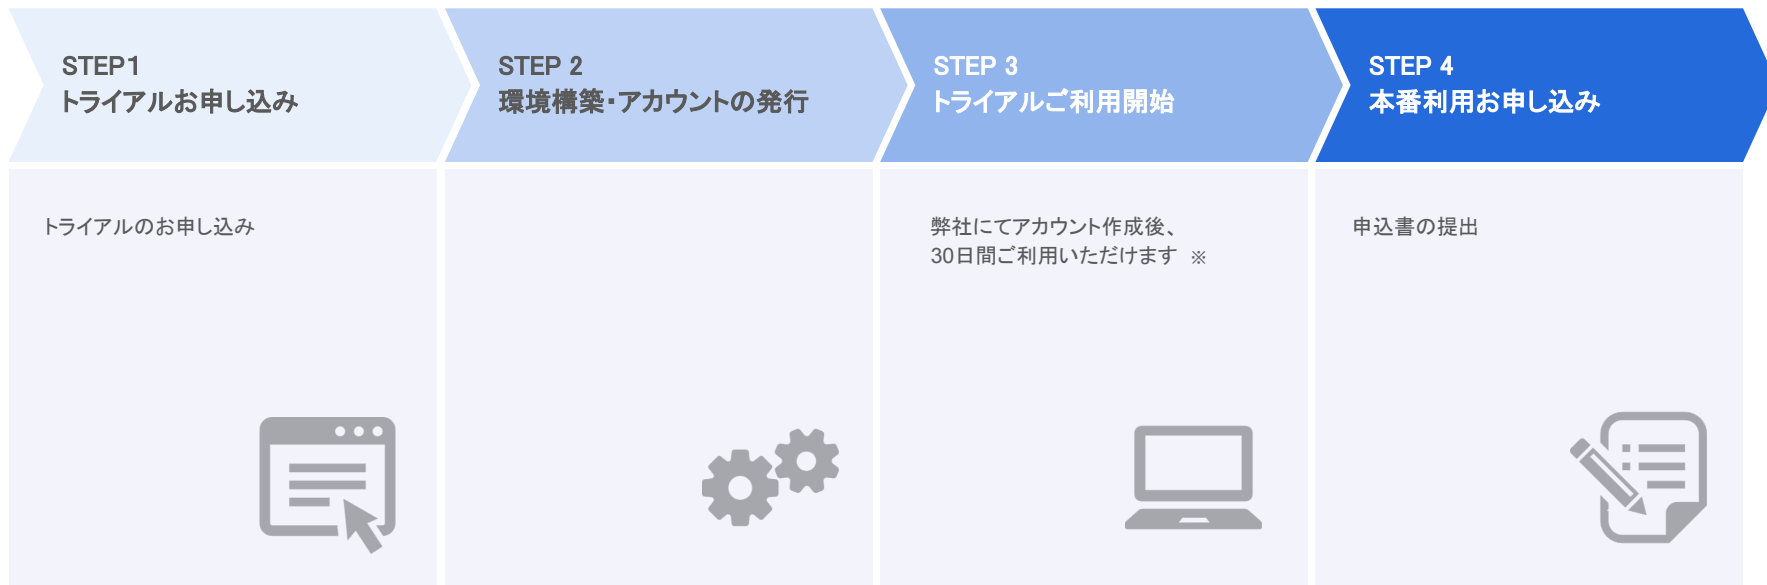 STEP1
トライアルお申し込み
STEP 2
環境構築・アカウントの発行
STEP 3
トライアルご利用開始
STEP 4
本番利用お申し込み
トライアルのお申し込み
弊社にてアカウント作成後、
30日間ご利用いただけます ※
申込書の提出